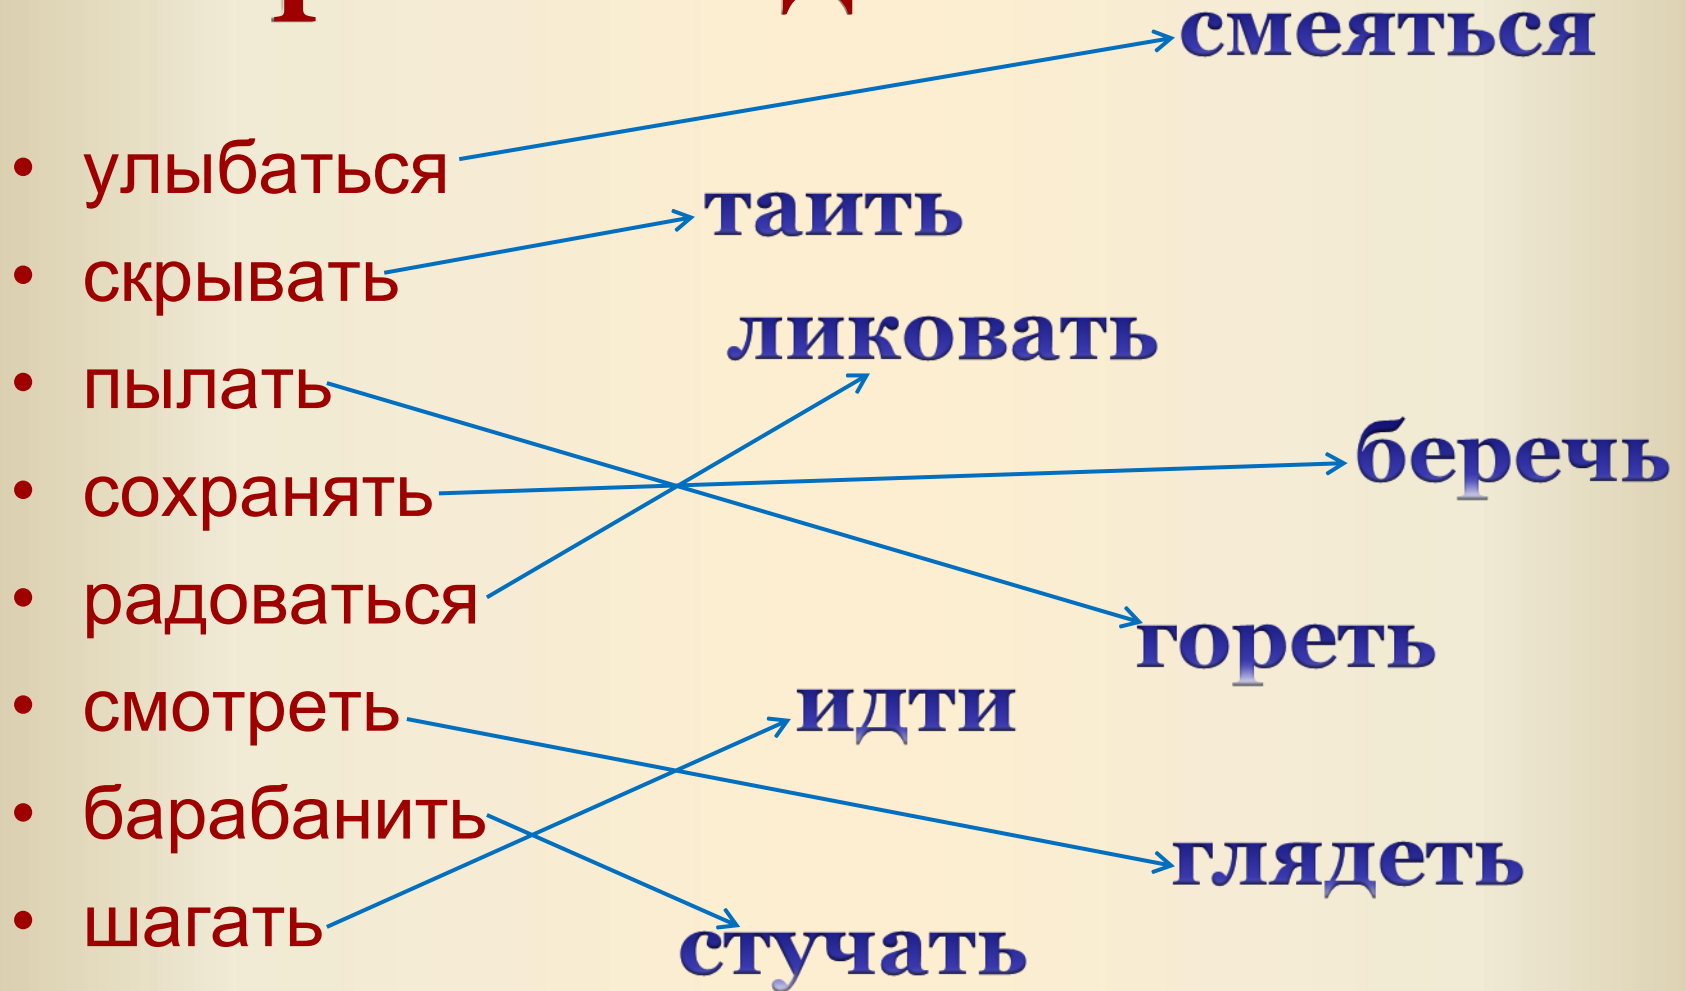 смеяться
• улыбаться
таить
• скрывать
ликовать
• пылать
беречь
• сохранять
• радоваться
гореть
• смотреть
идти
• барабанить
глядеть
• шагать
стучать